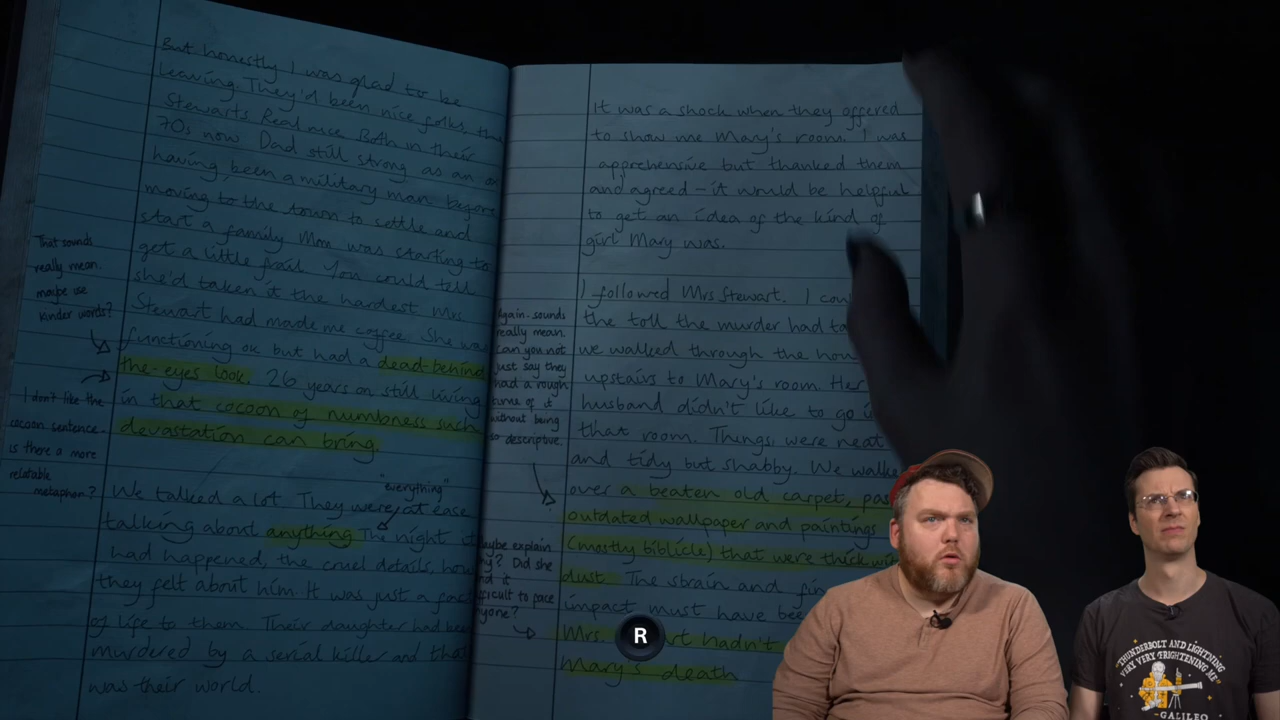 But honestly I was glad to be
leaving. They'd been nice folks, the
Stewarts. Real nice. Both in their
70s now. Dad still strong as an ox
having been a military man before
moving to the town to settle and
start a family. Mom was starting to
get a little frail. You could tell
she'd taken it the hardest. Mrs
Stewart had made me coffee. She was
functioning ok but had a dead-behind
the-eyes look. 26 years on still living
in that cocoon of numbness such
devastation can bring.
That sounds
really mean.
maybe use
kinder words?
I don't like the
cocoon sentence -
is there a more
relatable
metaphor?
"everything"
We talked a lot. They were at ease
talking about anything. The night it
had happened, the cruel details, how
they felt about him. It was just a fact
of life to them. Their daughter had been
murdered by a serial killer and that
was their world.
It was a shock when they offered
to show me Mary's room. I was
apprehensive but thanked them
and agreed - it would be helpful
to get an idea of the kind of
girl Mary was.
I followed Mrs Stewart. I
the toll the murder had
we walked through the
upstairs to Mary's room. Her
husband didn't like to go
that room. Things were neat
and tidy but shabby. We
over a beaten old carpet,
outdated wallpaper and paintings
(mostly biblicle) that were thick
dust. The strain and
impact must have
Mrs. hadn't
Mary's death
Again - sounds
really mean.
Can you not
just say they
had a rough
time of it
without being
so descriptive.
maybe explain
Did she
it
difficult to face
anyone?
R
THUNDERBOLT AND LIGHTNING
VERY VERY FRIGHTENING ME
GALILEO